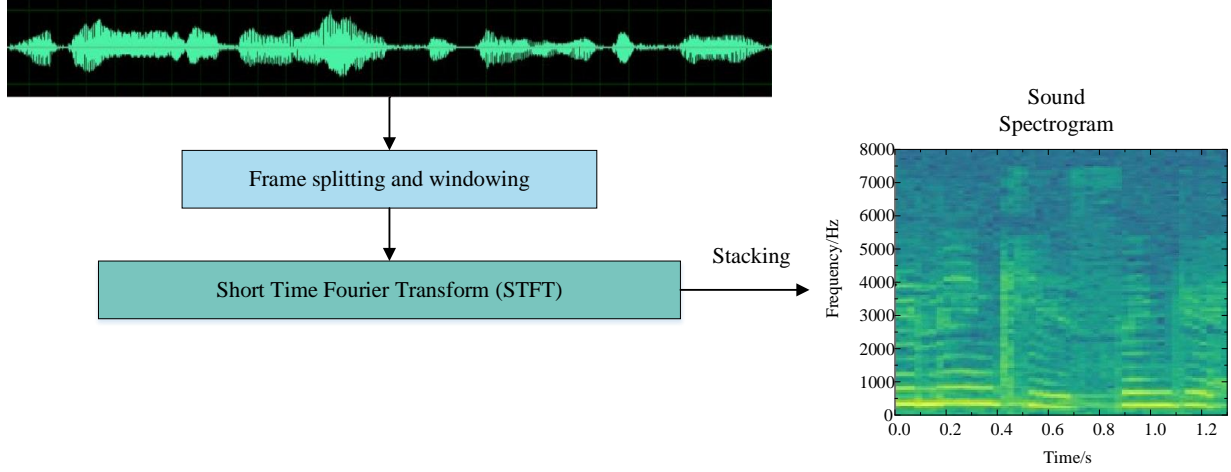 Frame splitting and windowing
Short Time Fourier Transform (STFT)
Stacking
Sound
Spectrogram
Frequency/Hz
8000
7000
6000
5000
4000
3000
2000
1000
0
0.0 0.2 0.4 0.6 0.8 1.0 1.2
Time/s